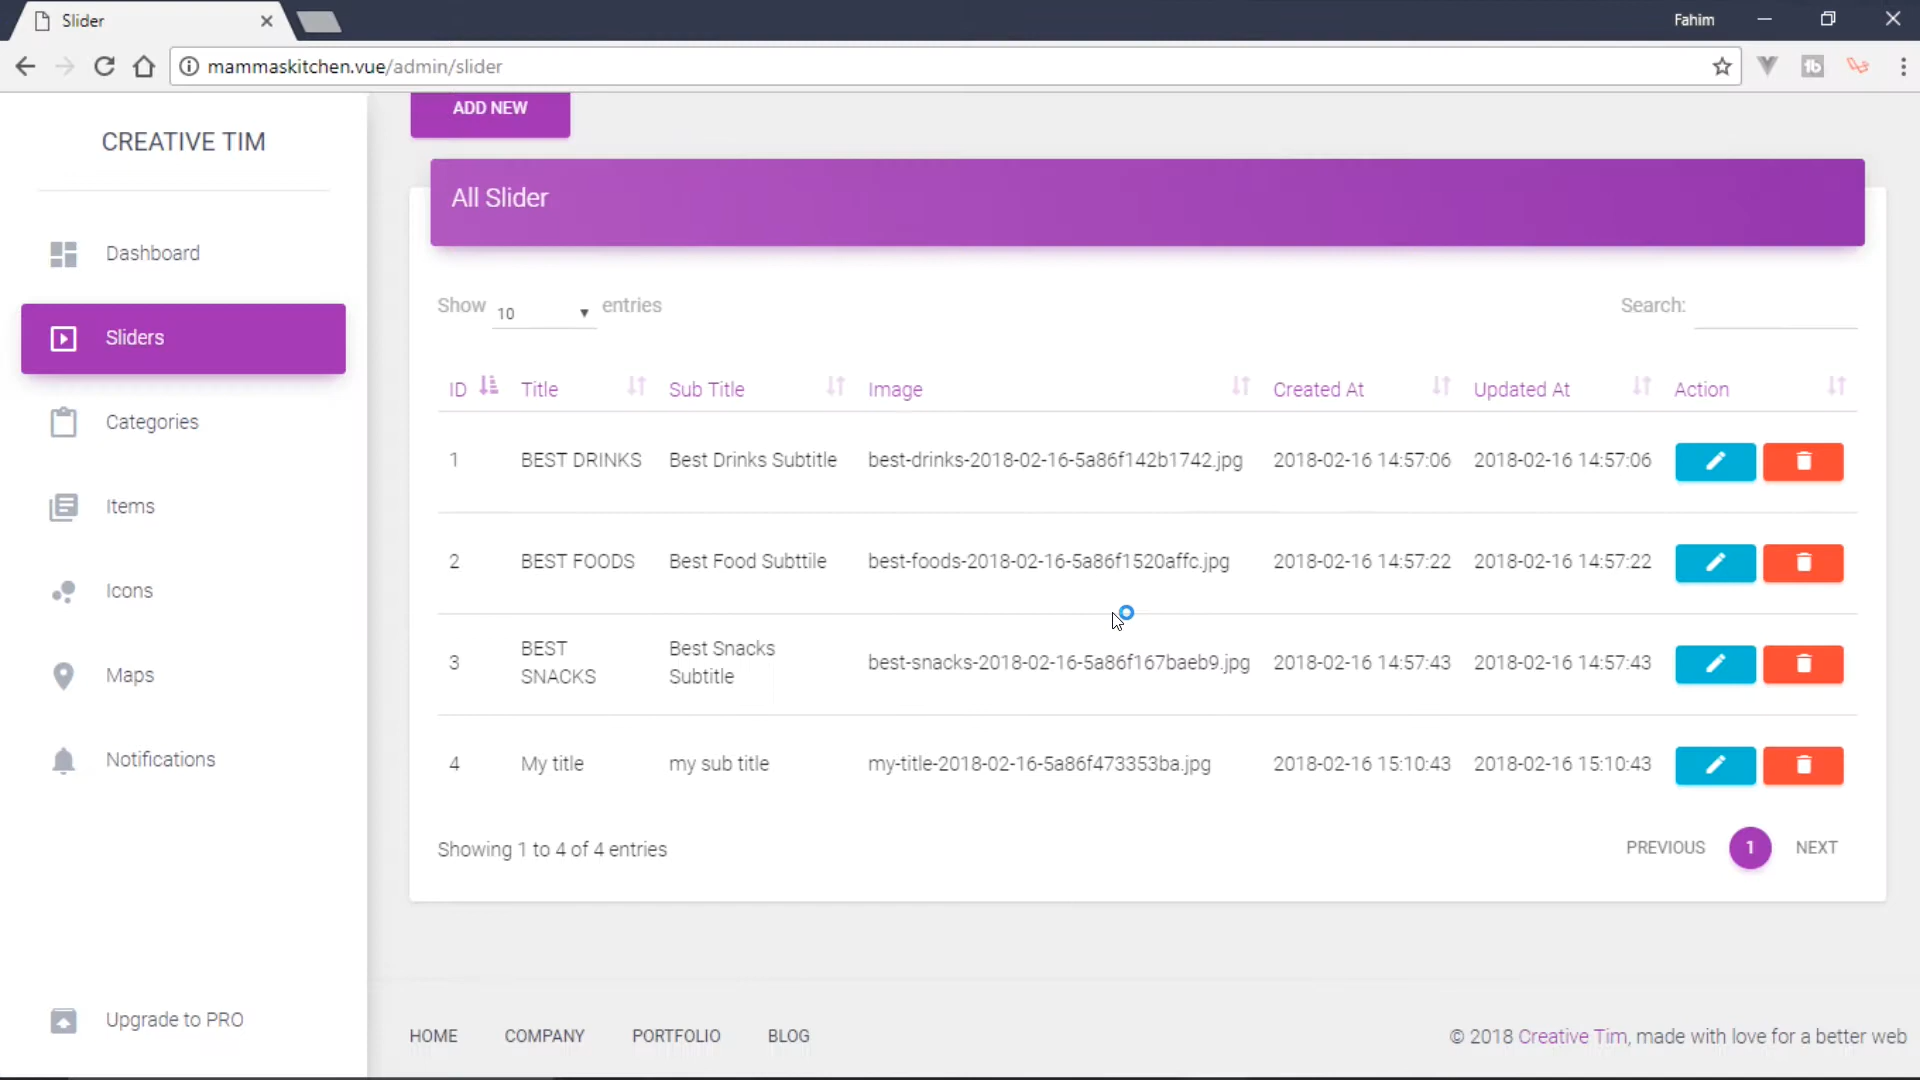 Slider
Fahim
mammaskitchen.vue/admin/slider
ADD NEW
CREATIVE TIM
All Slider
Dashboard
Show 10 entries
Search:
Sliders
ID Title Sub Title Image Created At Updated At Action
Categories
1 BEST DRINKS Best Drinks Subtitle best-drinks-2018-02-16-5a86f142b1742.jpg 2018-02-16 14:57:06 2018-02-16 14:57:06
Items
2 BEST FOODS Best Food Subttile best-foods-2018-02-16-5a86f1520affc.jpg 2018-02-16 14:57:22 2018-02-16 14:57:22
Icons
BEST Best Snacks
3 best-snacks-2018-02-16-5a86f167baeb9.jpg 2018-02-16 14:57:43 2018-02-16 14:57:43
SNACKS Subtitle
Maps
Notifications
4 My title my sub title my-title-2018-02-16-5a86f473353ba.jpg 2018-02-16 15:10:43 2018-02-16 15:10:43
Showing 1 to 4 of 4 entries
PREVIOUS 1 NEXT
Upgrade to PRO
HOME COMPANY PORTFOLIO BLOG
© 2018 Creative Tim, made with love for a better web